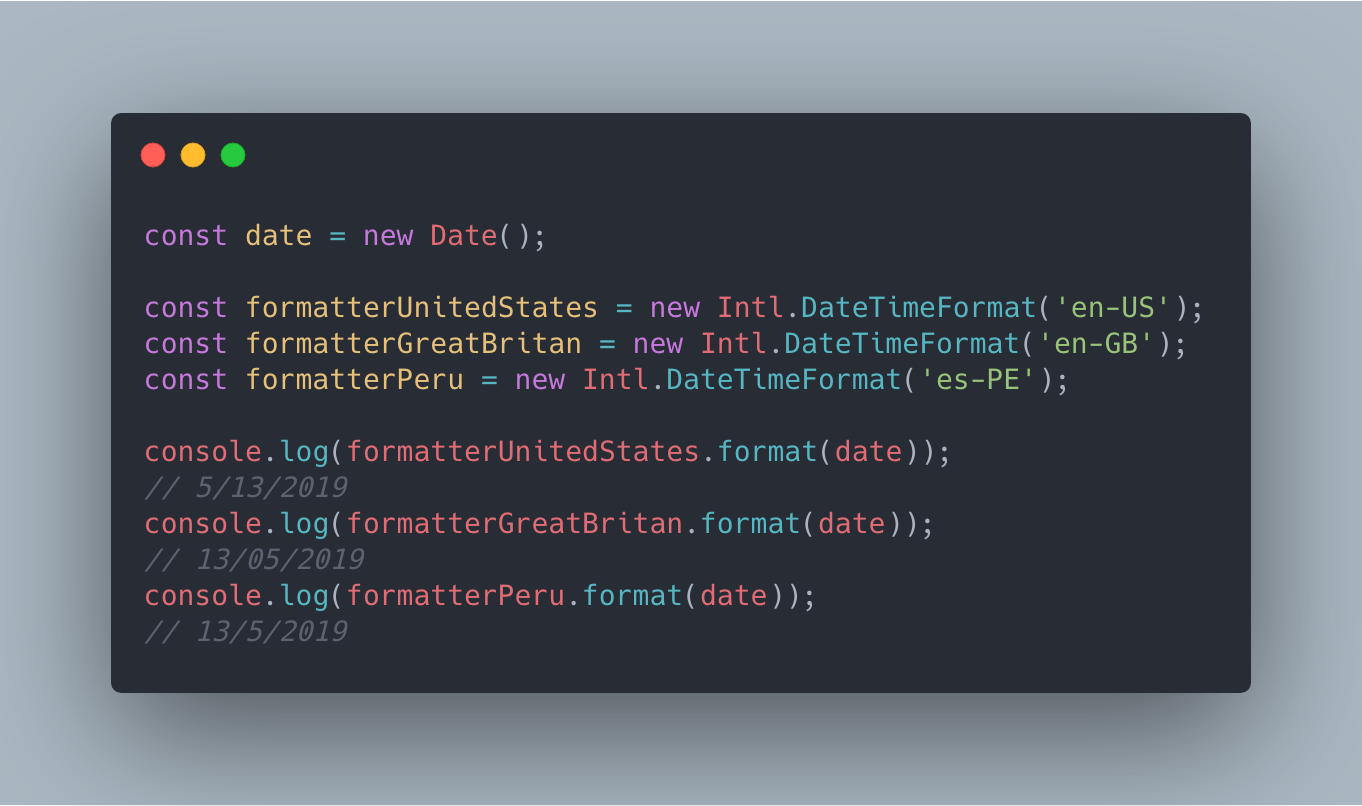 const date = new Date();
const formatterUnitedStates = new Intl.DateTimeFormat('en-US');
const formatterGreatBritan = new Intl.DateTimeFormat('en-GB');
const formatterPeru = new Intl.DateTimeFormat('es-PE');
console.log(formatterUnitedStates.format(date));
// 5/13/2019
console.log(formatterGreatBritan.format(date));
// 13/05/2019
console.log(formatterPeru.format(date));
// 13/5/2019